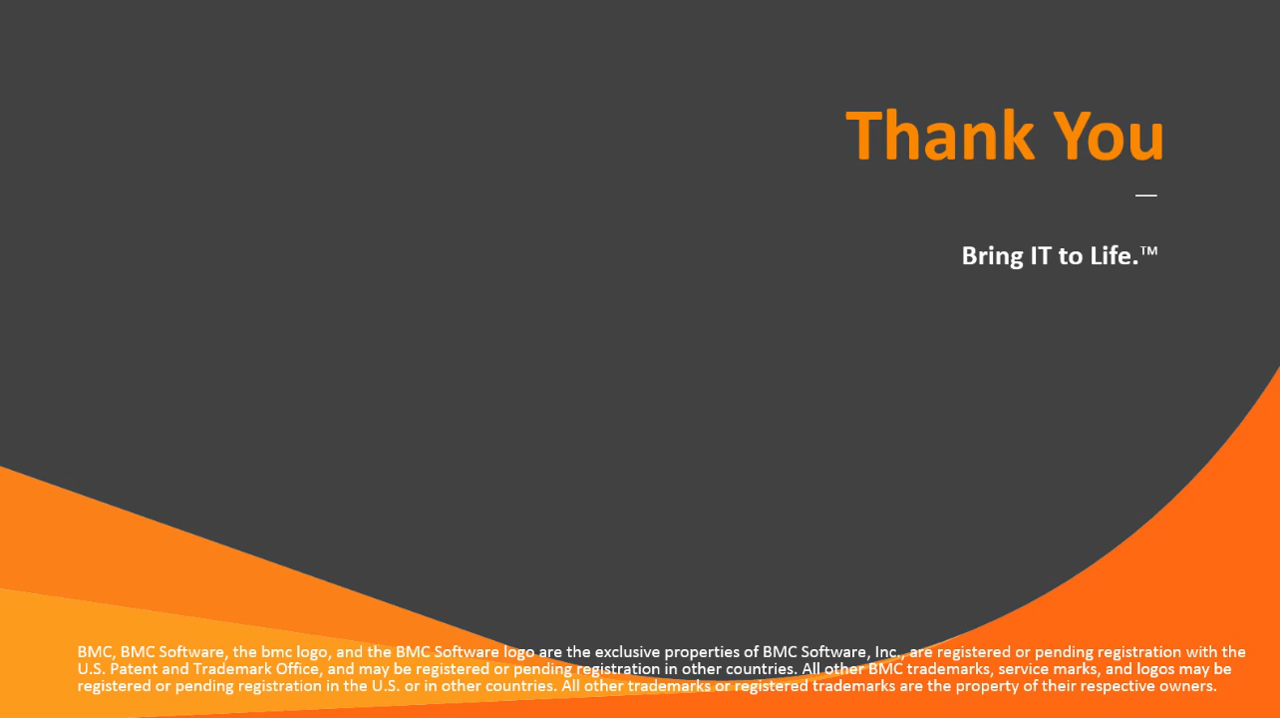 Thank You
—
Bring IT to Life.™
BMC, BMC Software, the bmc logo, and the BMC Software logo are the exclusive properties of BMC Software, Inc., are registered or pending registration with the
U.S. Patent and Trademark Office, and may be registered or pending registration in other countries. All other BMC trademarks, service marks, and logos may be
registered or pending registration in the U.S. or in other countries. All other trademarks or registered trademarks are the property of their respective owners.